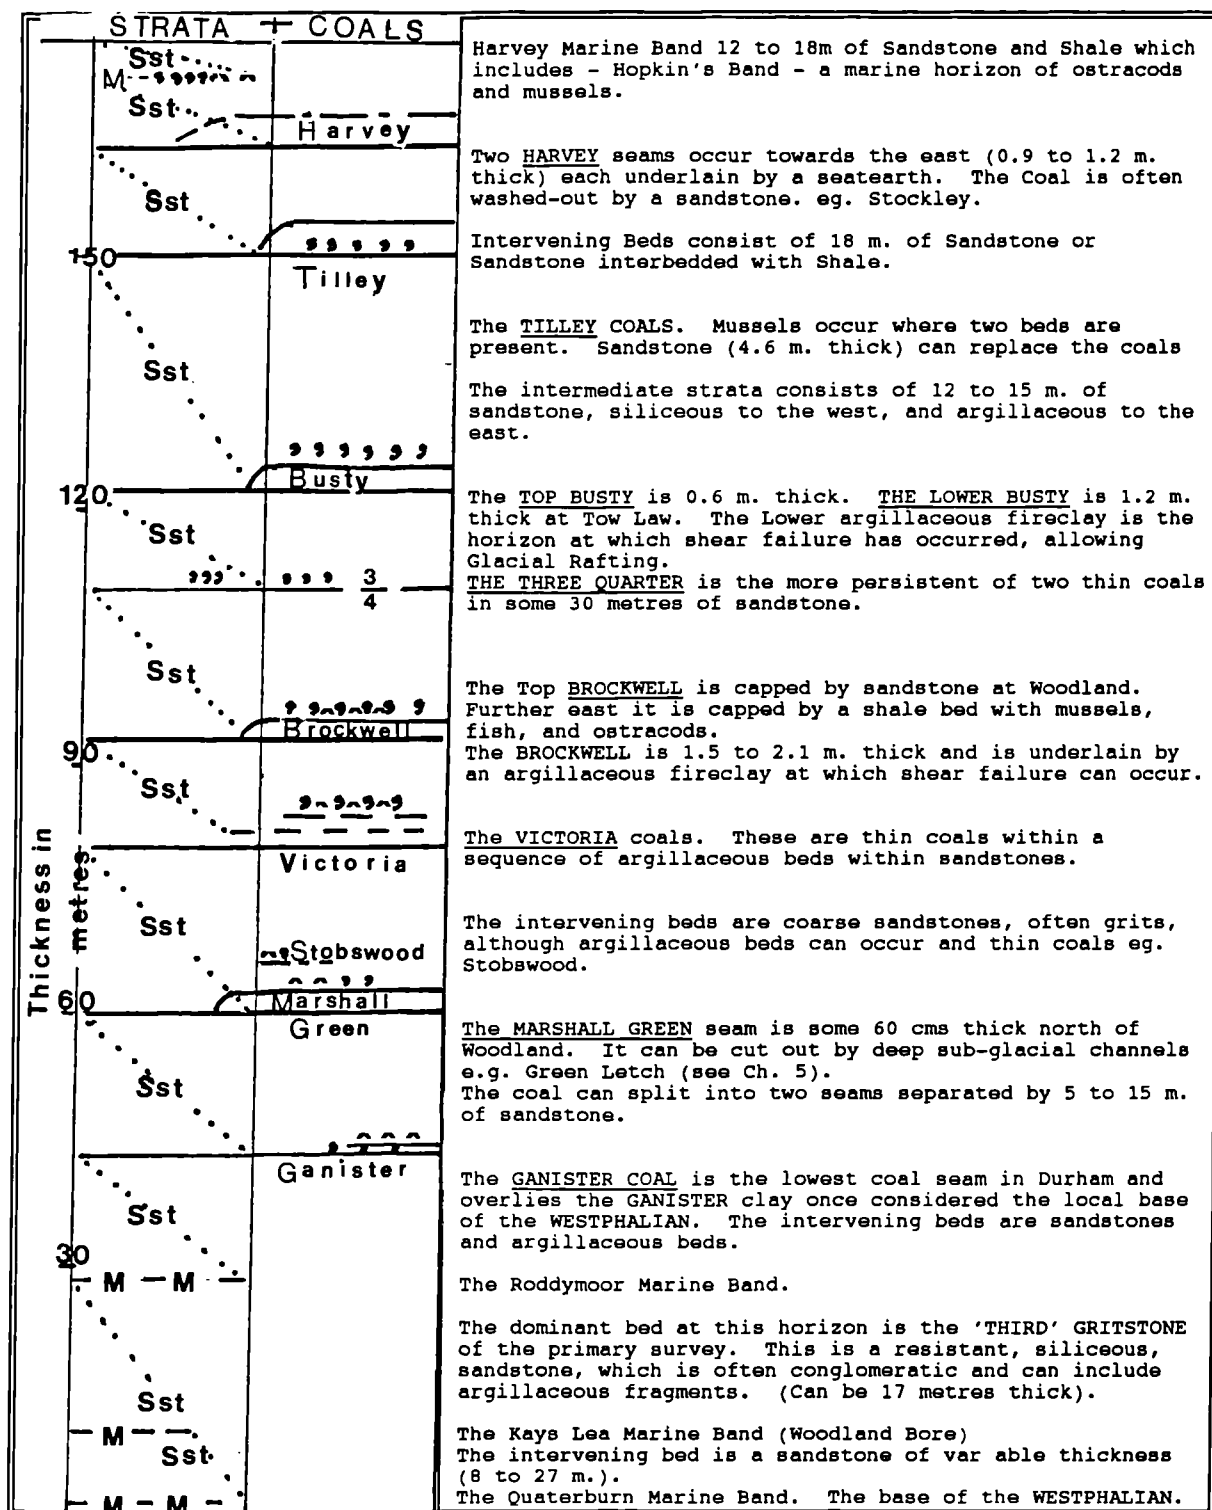 STRATA + COALS
Sst
M
Sst
Harvey
Sst
150
Tilley
Sst
Busty
120
Sst
3
4
Sst
Brockwell
90
Sst
Victoria
Thickness in metres
Sst
Stobswood
Marshall
60
Green
Sst
Ganister
Sst
30
M M
Sst
M
Sst
M M
Harvey Marine Band 12 to 18m of Sandstone and Shale which
includes - Hopkin's Band - a marine horizon of ostracods
and mussels.
Two HARVEY seams occur towards the east (0.9 to 1.2 m.
thick) each underlain by a seatearth. The Coal is often
washed-out by a sandstone. eg. Stockley.
Intervening Beds consist of 18 m. of Sandstone or
Sandstone interbedded with Shale.
The TILLEY COALS. Mussels occur where two beds are
present. Sandstone (4.6 m. thick) can replace the coals
The intermediate strata consists of 12 to 15 m. of
sandstone, siliceous to the west, and argillaceous to the
east.
The TOP BUSTY is 0.6 m. thick. THE LOWER BUSTY is 1.2 m.
thick at Tow Law. The Lower argillaceous fireclay is the
horizon at which shear failure has occurred, allowing
Glacial Rafting.
THE THREE QUARTER is the more persistent of two thin coals
in some 30 metres of sandstone.
The Top BROCKWELL is capped by sandstone at Woodland.
Further east it is capped by a shale bed with mussels,
fish, and ostracods.
The BROCKWELL is 1.5 to 2.1 m. thick and is underlain by
an argillaceous fireclay at which shear failure can occur.
The VICTORIA coals. These are thin coals within a
sequence of argillaceous beds within sandstones.
The intervening beds are coarse sandstones, often grits,
although argillaceous beds can occur and thin coals eg.
Stobswood.
The MARSHALL GREEN seam is some 60 cms thick north of
Woodland. It can be cut out by deep sub-glacial channels
e.g. Green Letch (see Ch. 5).
The coal can split into two seams separated by 5 to 15 m.
of sandstone.
The GANISTER COAL is the lowest coal seam in Durham and
overlies the GANISTER clay once considered the local base
of the WESTPHALIAN. The intervening beds are sandstones
and argillaceous beds.
The Roddymoor Marine Band.
The dominant bed at this horizon is the 'THIRD' GRITSTONE
of the primary survey. This is a resistant, siliceous,
sandstone, which is often conglomeratic and can include
argillaceous fragments. (Can be 17 metres thick).
The Kays Lea Marine Band (Woodland Bore)
The intervening bed is a sandstone of var able thickness
(8 to 27 m.).
The Quaterburn Marine Band. The base of the WESTPHALIAN.